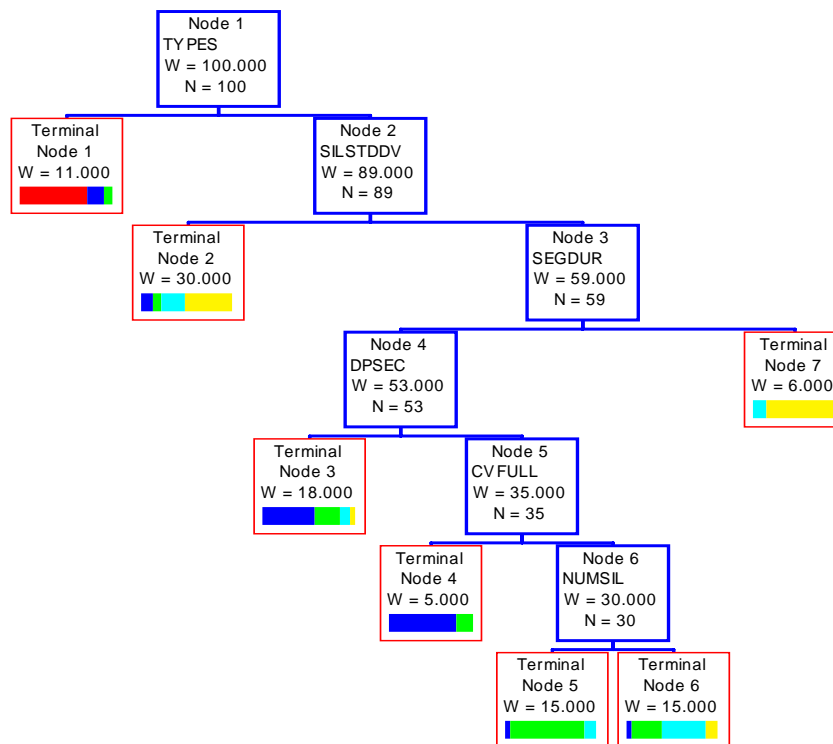 Node 1
TYPES
W = 100.000
N = 100
Terminal
Node 1
W = 11.000
Node 2
SILSTDDV
W = 89.000
N = 89
Terminal
Node 2
W = 30.000
Node 3
SEGDUR
W = 59.000
N = 59
Node 4
DPSEC
W = 53.000
N = 53
Terminal
Node 7
W = 6.000
Terminal
Node 3
W = 18.000
Node 5
CVFULL
W = 35.000
N = 35
Terminal
Node 4
W = 5.000
Node 6
NUMSIL
W = 30.000
N = 30
Terminal
Node 5
W = 15.000
Terminal
Node 6
W = 15.000